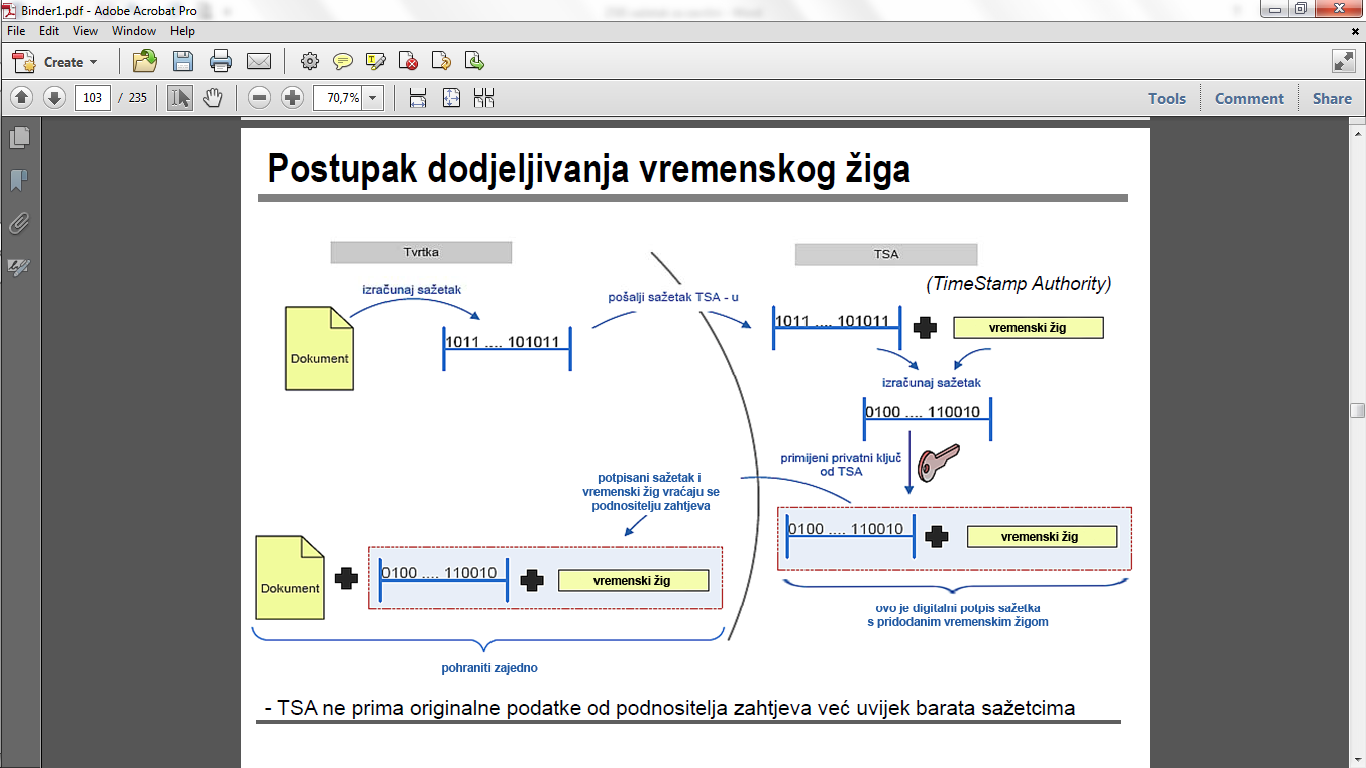 Binder1.pdf - Adobe Acrobat Pro
File Edit View Window Help
Create
103 / 235
70,7%
Tools Comment Share
Postupak dodjeljivanja vremenskog žiga
Tvrtka
TSA
(TimeStamp Authority)
izračunaj sažetak
pošalji sažetak TSA - u
Dokument
1011 .... 101011
1011 .... 101011
vremenski žig
izračunaj sažetak
0100 .... 110010
primijeni privatni ključ
od TSA
potpisani sažetak i
vremenski žig vraćaju se
podnositelju zahtjeva
0100 .... 110010
vremenski žig
Dokument
0100 .... 110010
vremenski žig
ovo je digitalni potpis sažetka
s pridodanim vremenskim žigom
pohraniti zajedno
- TSA ne prima originalne podatke od podnositelja zahtjeva već uvijek barata sažetcima